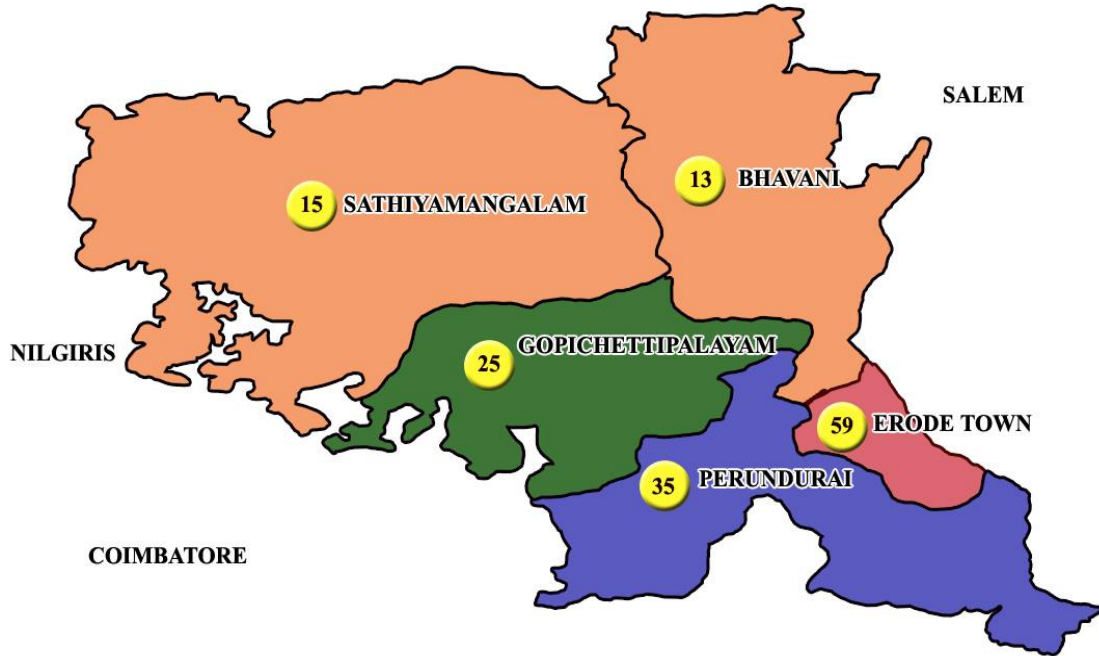 SALEM
13 BHAVANI
15 SATHIYAMANGALAM
NILGIRIS
GOPICHETTIPALAYAM
25
59 ERODE TOWN
35 PERUNDURAI
COIMBATORE